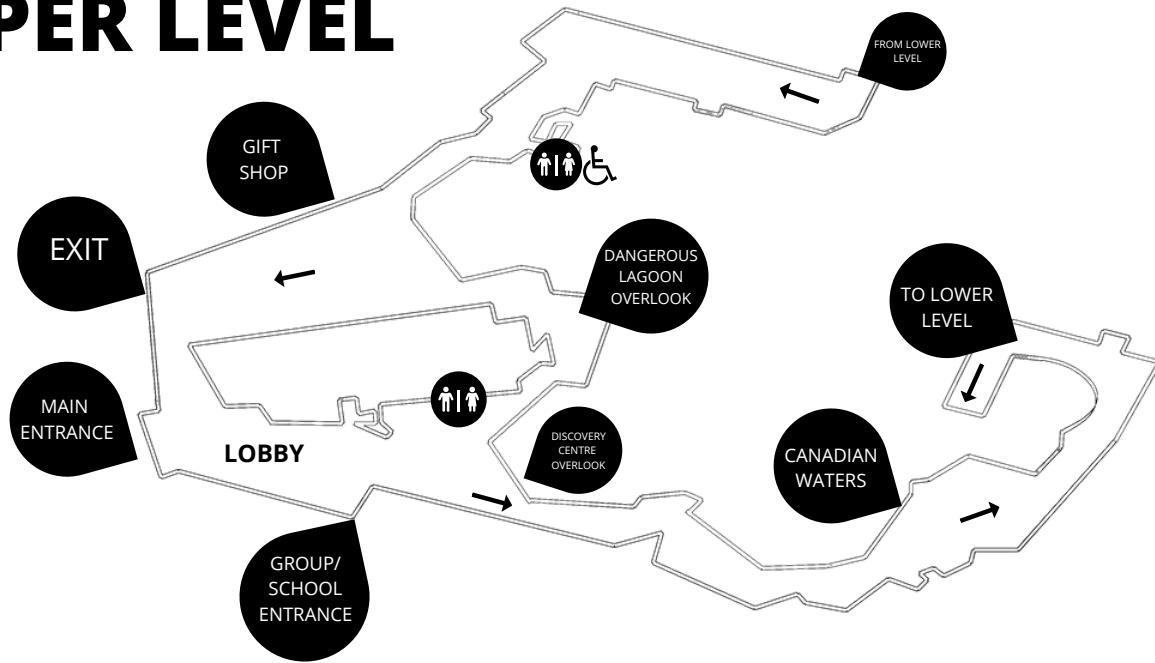 PER LEVEL
FROM LOWER
LEVEL
GIFT
SHOP
EXIT
DANGEROUS
LAGOON
OVERLOOK
TO LOWER
LEVEL
MAIN
ENTRANCE
LOBBY
DISCOVERY
CENTRE
OVERLOOK
CANADIAN
WATERS
GROUP/
SCHOOL
ENTRANCE